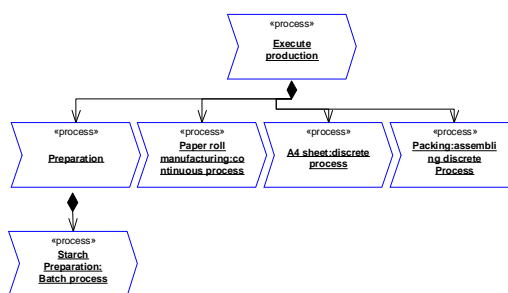 «process»
Execute
production
«process»
Preparation
«process»
Paper roll
manufacturing:co
ntinuous process
«process»
A4 sheet:discrete
process
«process»
Packing:assembli
ng discrete
Process
«process»
Starch
Preparation:
Batch process